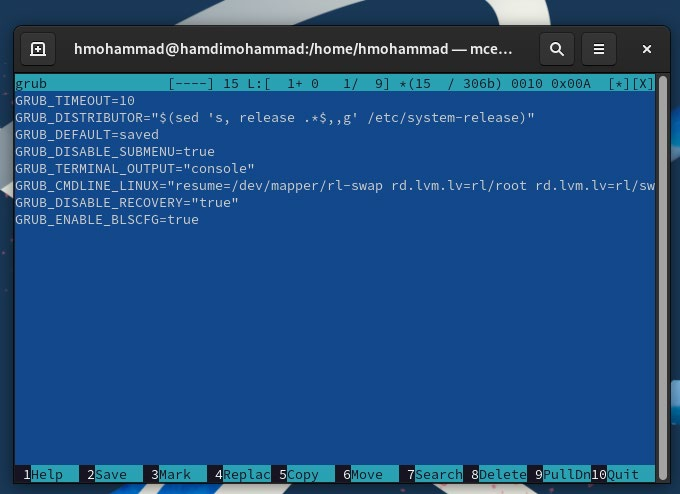 hmohammad@hamdimohammad:/home/hmohammad — mce…
grub [----] 15 L:[ 1+ 0 1/ 9] *(15 / 306b) 0010 0x00A [*][X]
GRUB_TIMEOUT=10
GRUB_DISTRIBUTOR="$(sed 's, release .*$,,g' /etc/system-release)"
GRUB_DEFAULT=saved
GRUB_DISABLE_SUBMENU=true
GRUB_TERMINAL_OUTPUT="console"
GRUB_CMDLINE_LINUX="resume=/dev/mapper/rl-swap rd.lvm.lv=rl/root rd.lvm.lv=rl/sw
GRUB_DISABLE_RECOVERY="true"
GRUB_ENABLE_BLSCFG=true
1Help 2Save 3Mark 4Replac 5Copy 6Move 7Search 8Delete 9PullDn 10Quit